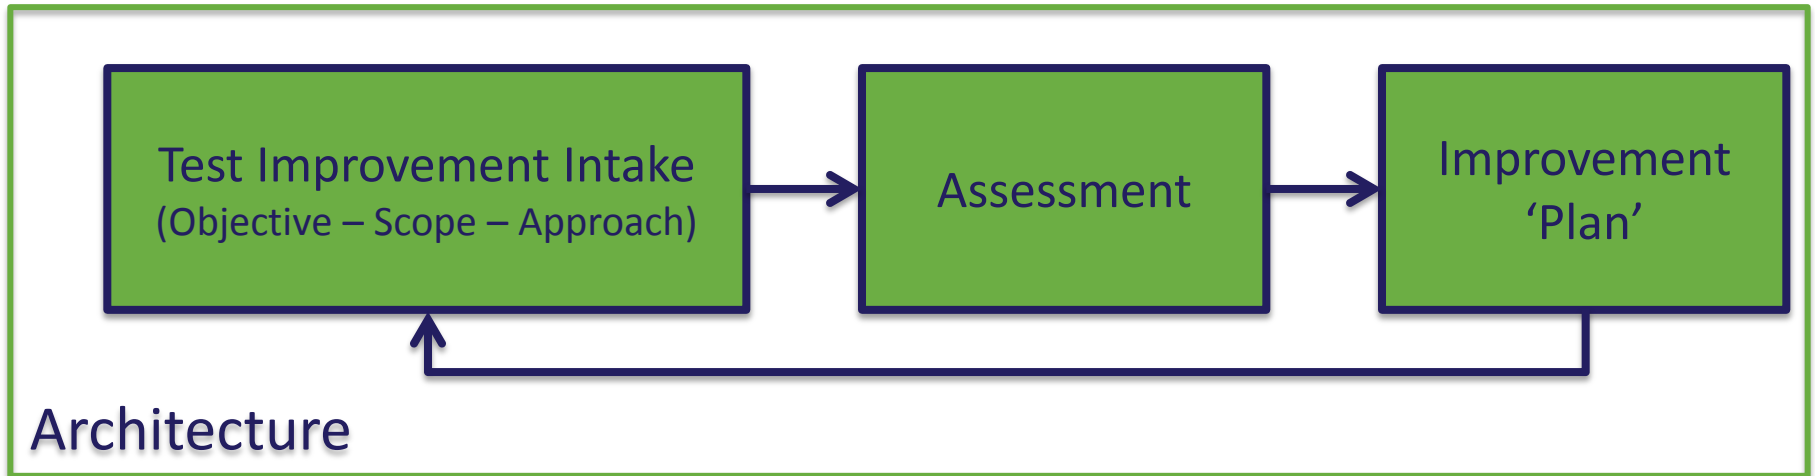 Test Improvement Intake
(Objective – Scope – Approach)
Assessment
Improvement
‘Plan’
Architecture